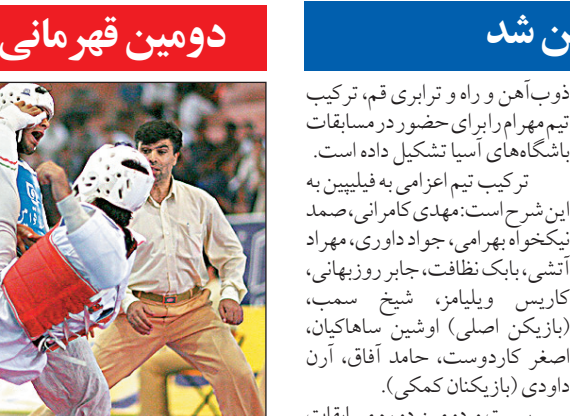 ن شد
ذوب‌آهن و راه و ترابری قم، ترکیب
تیم مهرام را برای حضور در مسابقات
باشگاه‌های آسیا تشکیل داده است.
ترکیب تیم اعزامی به فیلیپین به
این شرح است: مهدی کامرانی، صمد
نیکخواه بهرامی، جواد داوری، مهراد
آتشی، بابک نظافت، جابر روزبهانی،
کاریس ویلیامز، شیخ سمب،
(بازیکن اصلی) اوشین ساهاکیان،
اصغر کاردوست، حامد آفاق، آرن
داودی (بازیکنان کمکی).
دومین قهرمانی